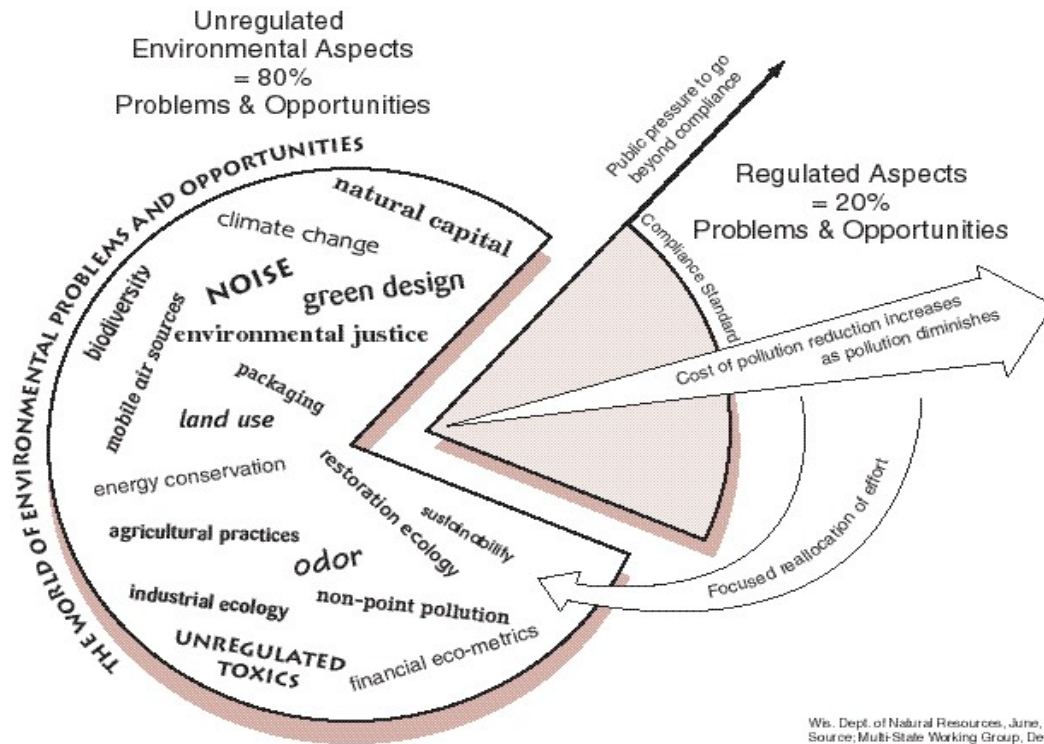 Unregulated
Environmental Aspects
= 80%
Problems & Opportunities
Public pressure to go
beyond compliance
Regulated Aspects
= 20%
Problems & Opportunities
THE WORLD OF ENVIRONMENTAL PROBLEMS AND OPPORTUNITIES
natural capital
climate change
NOISE
green design
biodiversity
mobile air sources
environmental justice
packaging
land use
energy conservation
restoration ecology
sustainability
agricultural practices
odor
industrial ecology
non-point pollution
UNREGULATED
TOXICS
financial eco-metrics
Compliance Standard
Cost of pollution reduction increases
as pollution diminishes
Focused reallocation of effort
Wis. Dept. of Natural Resources, June,
Source; Multi-State Working Group, De